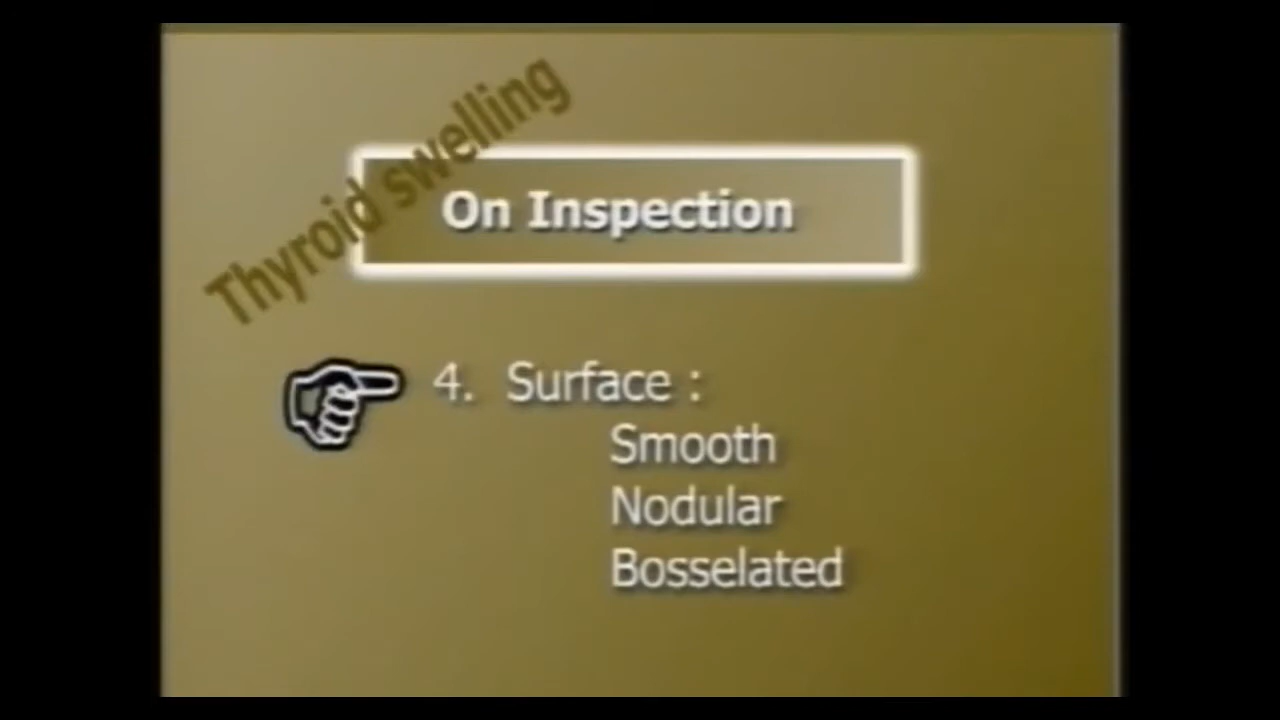 Thyroid swelling
On Inspection
4. Surface :
Smooth
Nodular
Bosselated